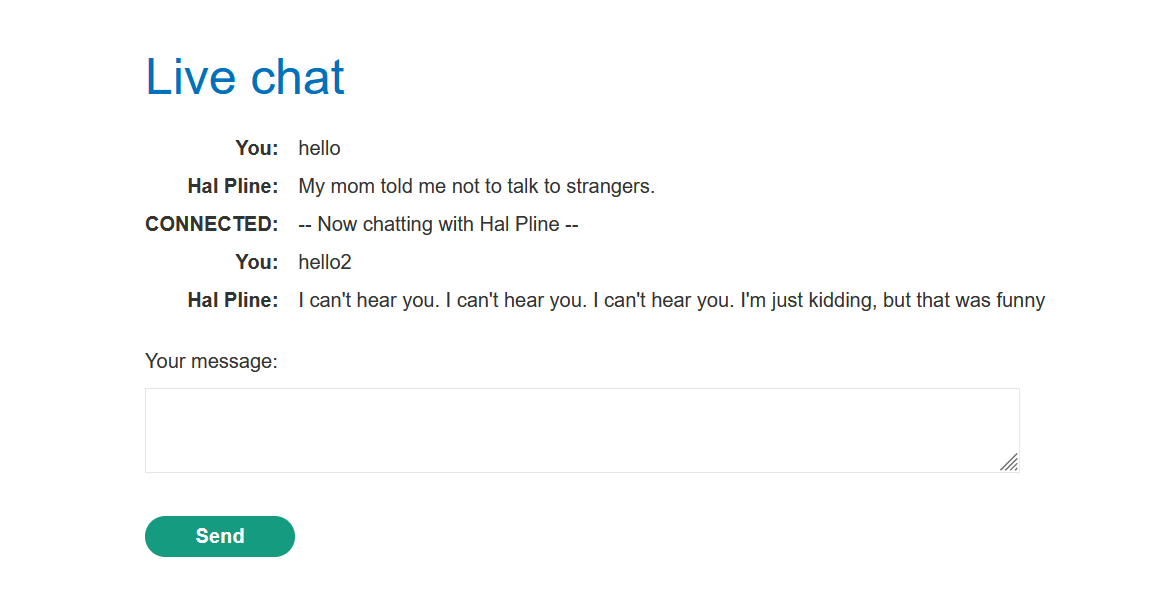 Live chat
You: hello
Hal Pline: My mom told me not to talk to strangers.
CONNECTED: -- Now chatting with Hal Pline --
You: hello2
Hal Pline: I can't hear you. I can't hear you. I can't hear you. I'm just kidding, but that was funny
Your message:
Send